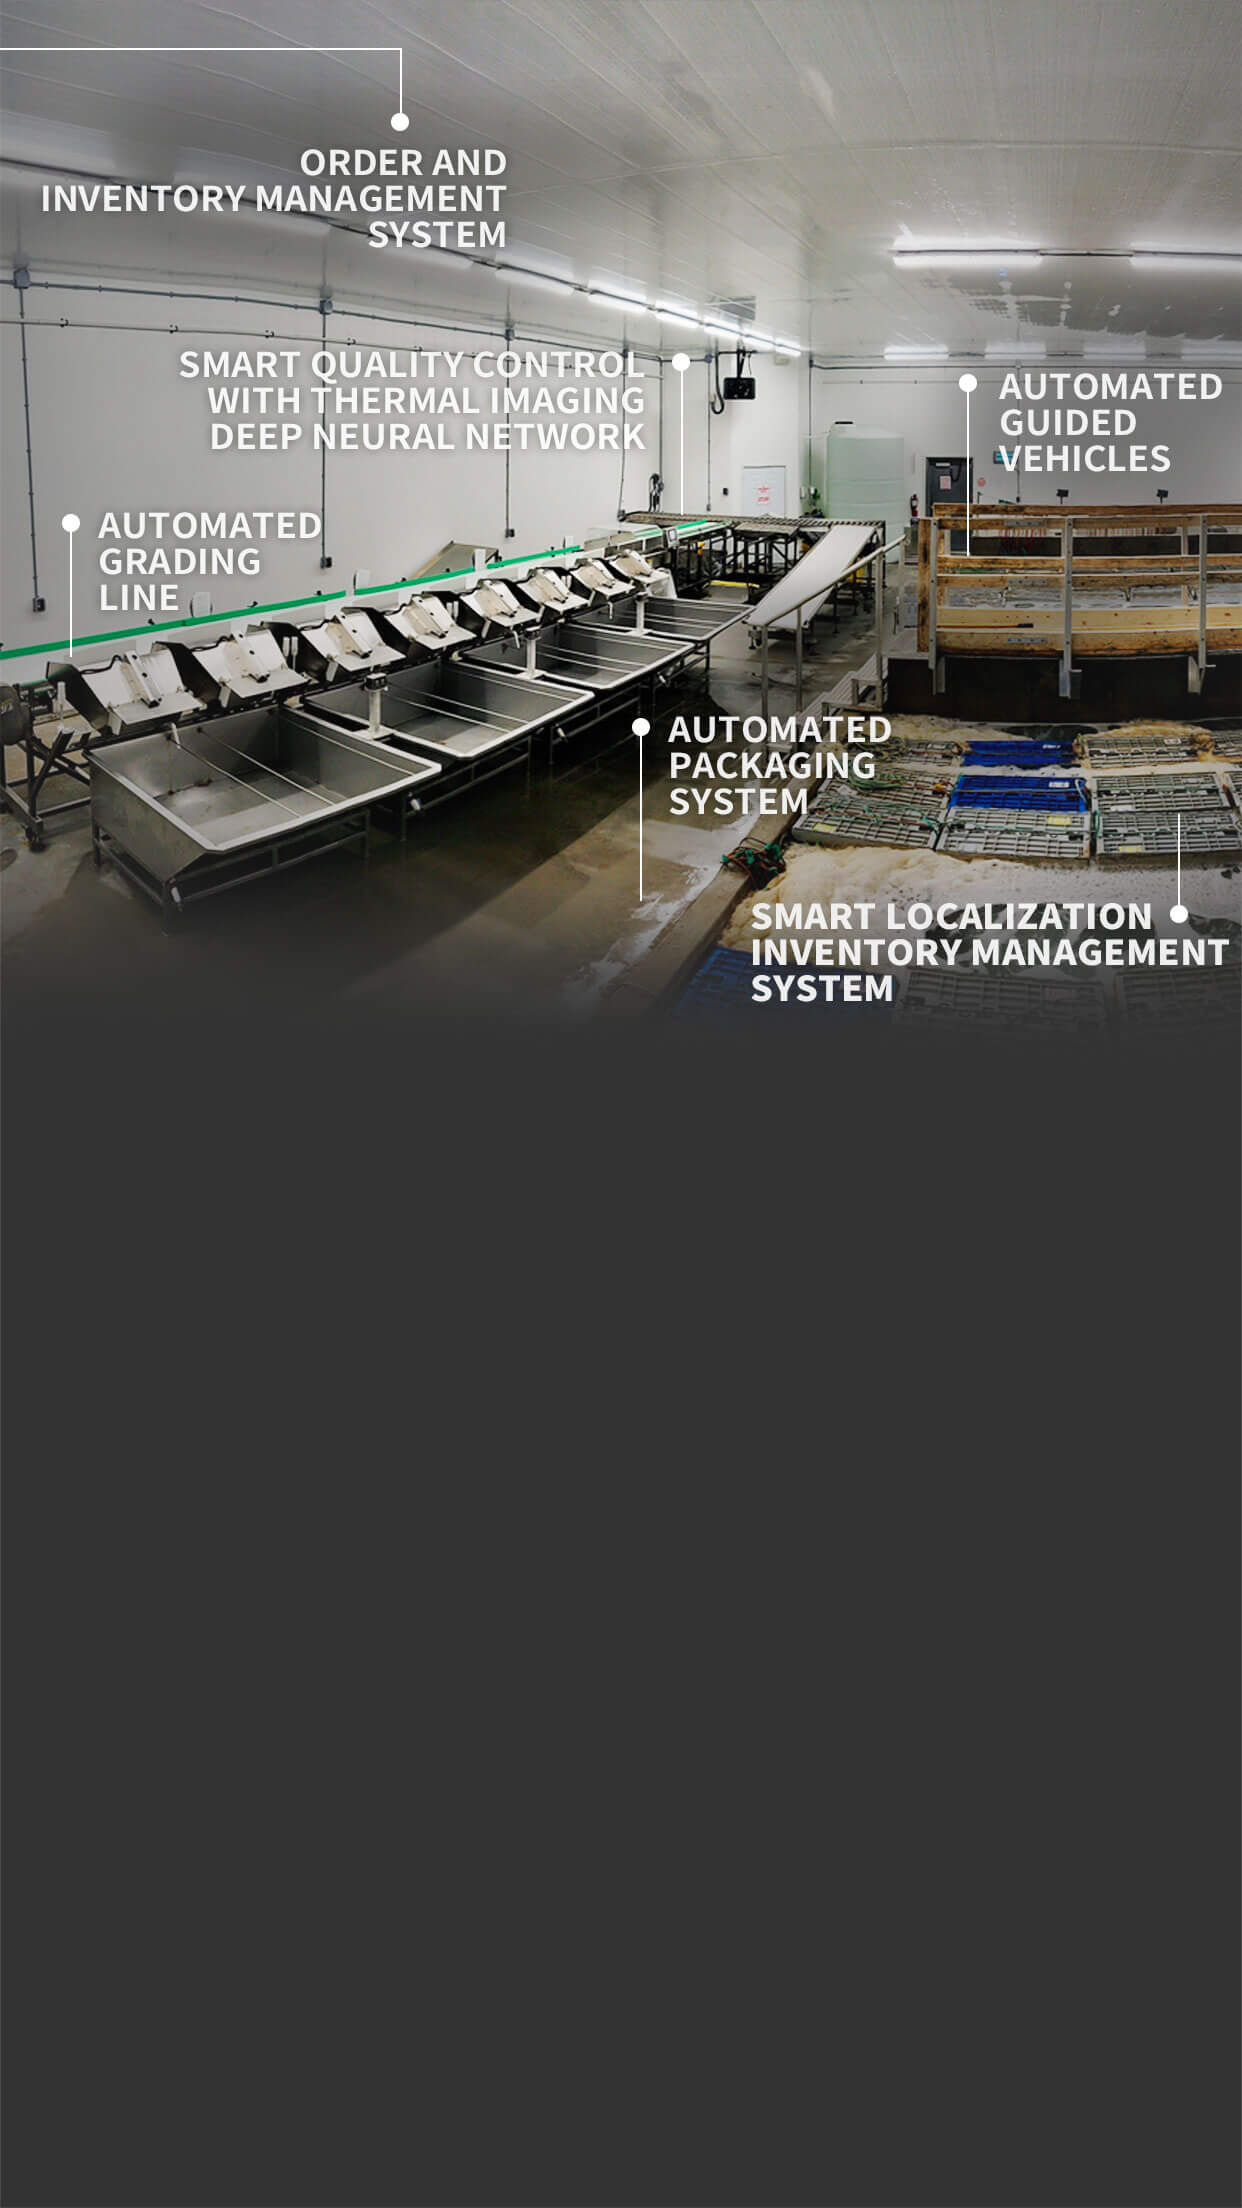 ORDER AND
INVENTORY MANAGEMENT
SYSTEM
SMART QUALITY CONTROL
WITH THERMAL IMAGING
DEEP NEURAL NETWORK
AUTOMATED
GUIDED
VEHICLES
AUTOMATED
GRADING
LINE
AUTOMATED
PACKAGING
SYSTEM
SMART LOCALIZATION
INVENTORY MANAGEMENT
SYSTEM